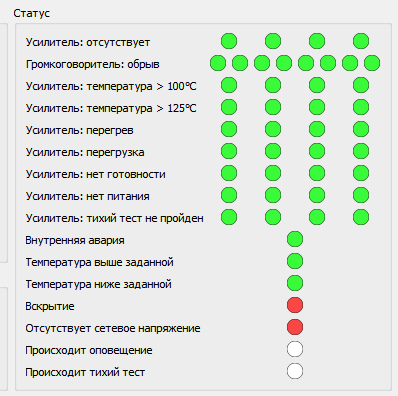 Статус
Усилитель: отсутствует
Громкоговоритель: обрыв
Усилитель: температура > 100°C
Усилитель: температура > 125°C
Усилитель: перегрев
Усилитель: перегрузка
Усилитель: нет готовности
Усилитель: нет питания
Усилитель: тихий тест не пройден
Внутренняя авария
Температура выше заданной
Температура ниже заданной
Вскрытие
Отсутствует сетевое напряжение
Происходит оповещение
Происходит тихий тест